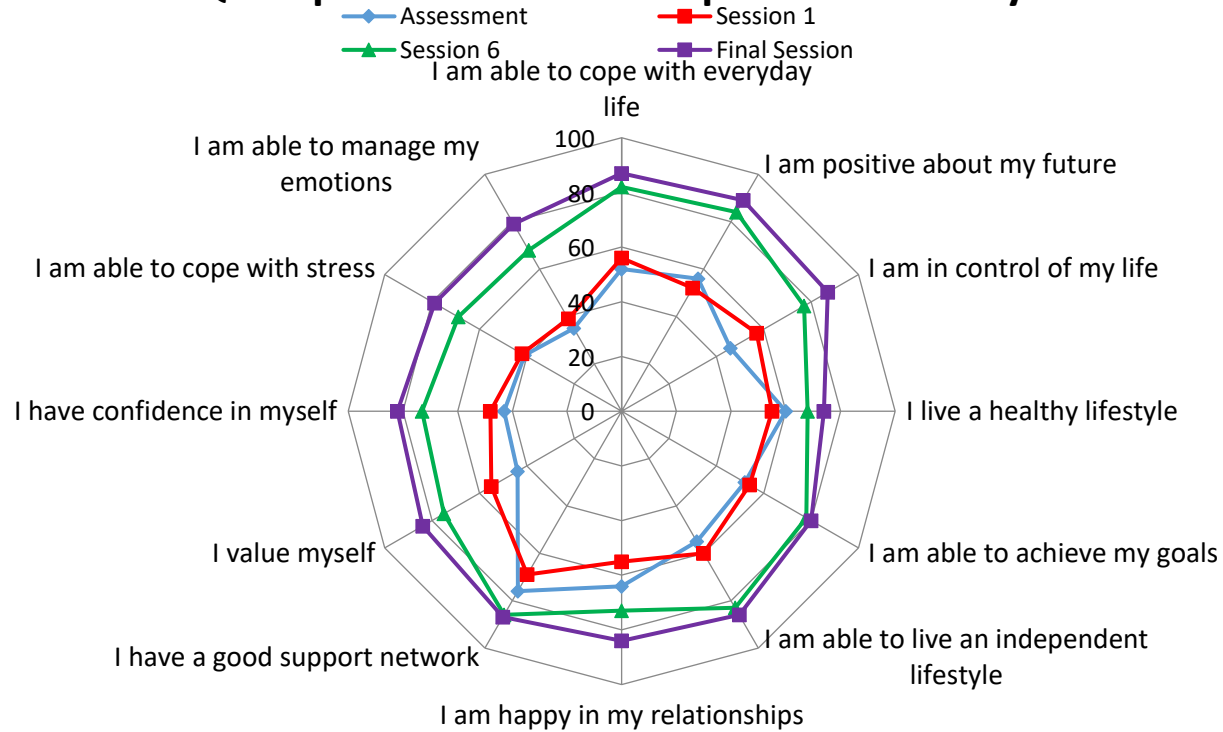 Assessment
Session 1
Session 6
Final Session
I am able to cope with everyday
life
I am positive about my future
I am in control of my life
I live a healthy lifestyle
I am able to achieve my goals
I am able to live an independent
lifestyle
I am happy in my relationships
I have a good support network
I value myself
I have confidence in myself
I am able to cope with stress
I am able to manage my
emotions
100
80
60
40
20
0